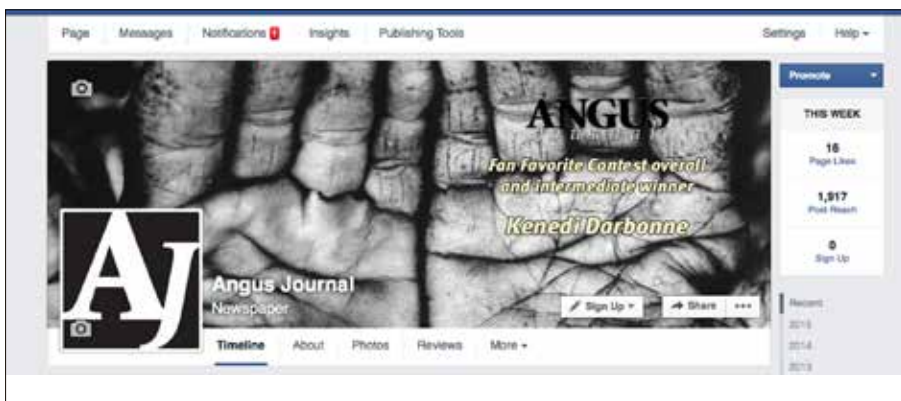 Page Messages Notifications 1 Insights Publishing Tools Settings Help
Promote
THIS WEEK
16
Page Likes
1,917
Post Reach
0
Sign Up
ANGUS
Fan Favorite Contest overall
and intermediate winner
Kenedi Darbonne
AJ
Angus Journal
Newspaper
Sign Up Share •••
Timeline About Photos Reviews More
Recent
2015
2014
2013